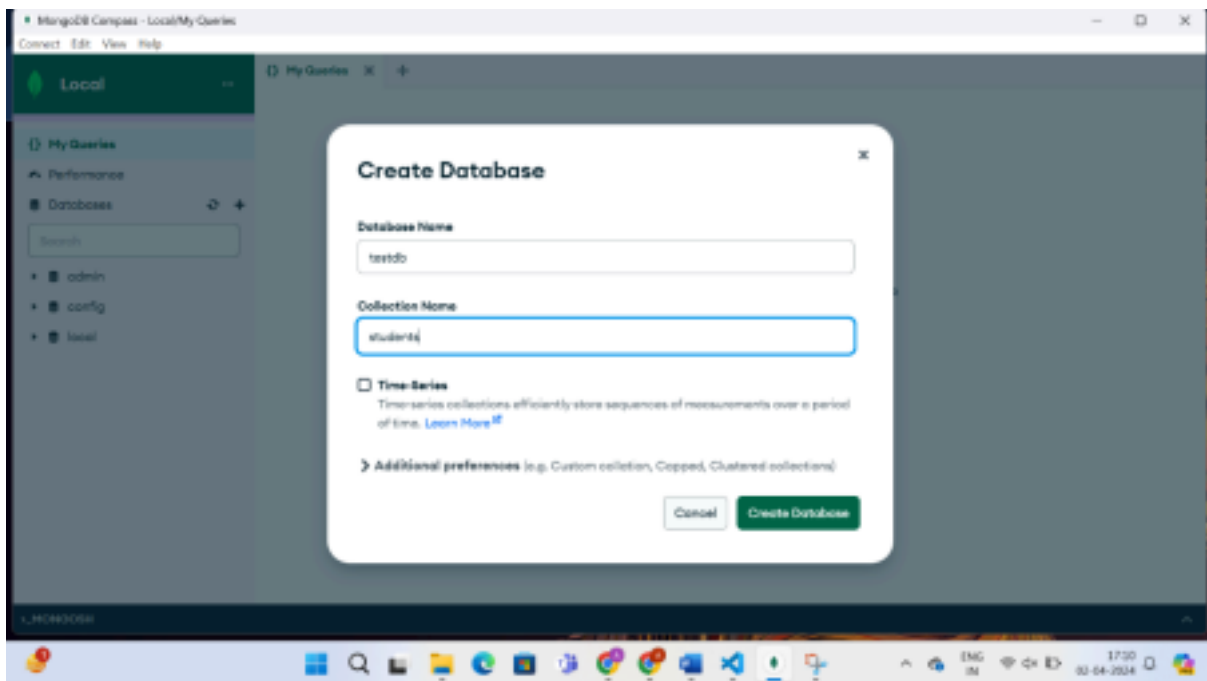 MongoDB Compass - Local/My Queries
Connect Edit View Help
Local
{} My Queries
{} My Queries
Performance
Databases
Search
admin
config
local
Create Database
Database Name
testdb
Collection Name
students
Time-Series
Time-series collections efficiently store sequences of measurements over a period
of time. Learn More
Additional preferences (e.g. Custom colletion, Capped, Clustered collections)
Cancel
Create Database
>_MONGOSH
ENG
IN
17:10
02-04-2024